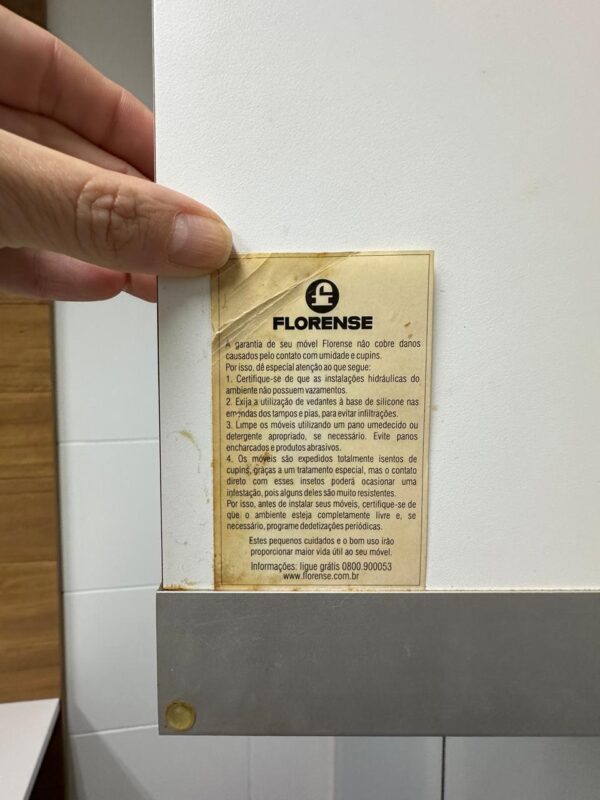 f
FLORENSE
A garantia de seu móvel Florense não cobre danos
causados pelo contato com umidade e cupins.
Por isso, dê especial atenção ao que segue:
1. Certifique-se de que as instalações hidráulicas do
ambiente não possuem vazamentos.
2. Exija a utilização de vedantes à base de silicone nas
emendas dos tampos e pias, para evitar infiltrações.
3. Limpe os móveis utilizando um pano umedecido ou
detergente apropriado, se necessário. Evite panos
encharcados e produtos abrasivos.
4. Os móveis são expedidos totalmente isentos de
cupins, graças a um tratamento especial, mas o contato
direto com esses insetos poderá ocasionar uma
infestação, pois alguns deles são muito resistentes.
Por isso, antes de instalar seus móveis, certifique-se de
que o ambiente esteja completamente livre e, se
necessário, programe dedetizações periódicas.
Estes pequenos cuidados e o bom uso irão
proporcionar maior vida útil ao seu móvel.
Informações: ligue grátis 0800.900053
www.florense.com.br